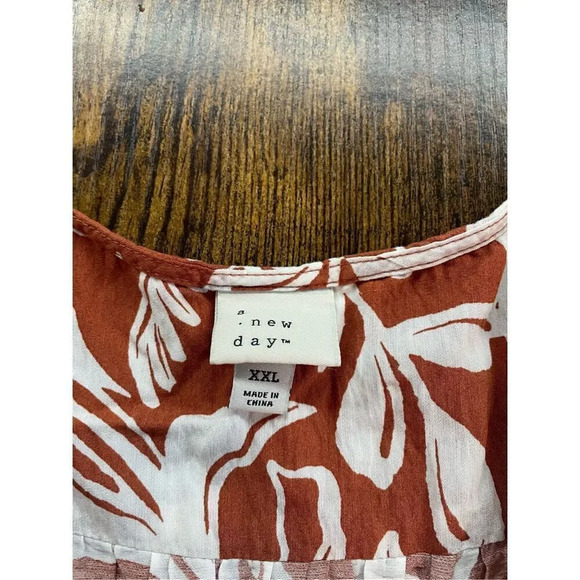 a
. new
day™
XXL
MADE IN
CHINA